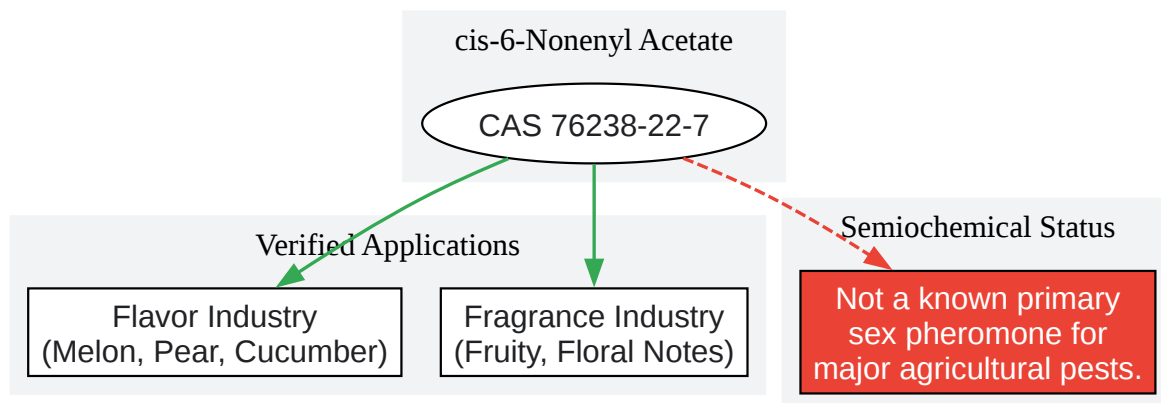 cis-6-Nonenyl Acetate
CAS 76238-22-7
Verified Applications
Flavor Industry
(Melon, Pear, Cucumber)
Fragrance Industry
(Fruity, Floral Notes)
Semiochemical Status
Not a known primary
sex pheromone for
major agricultural pests.